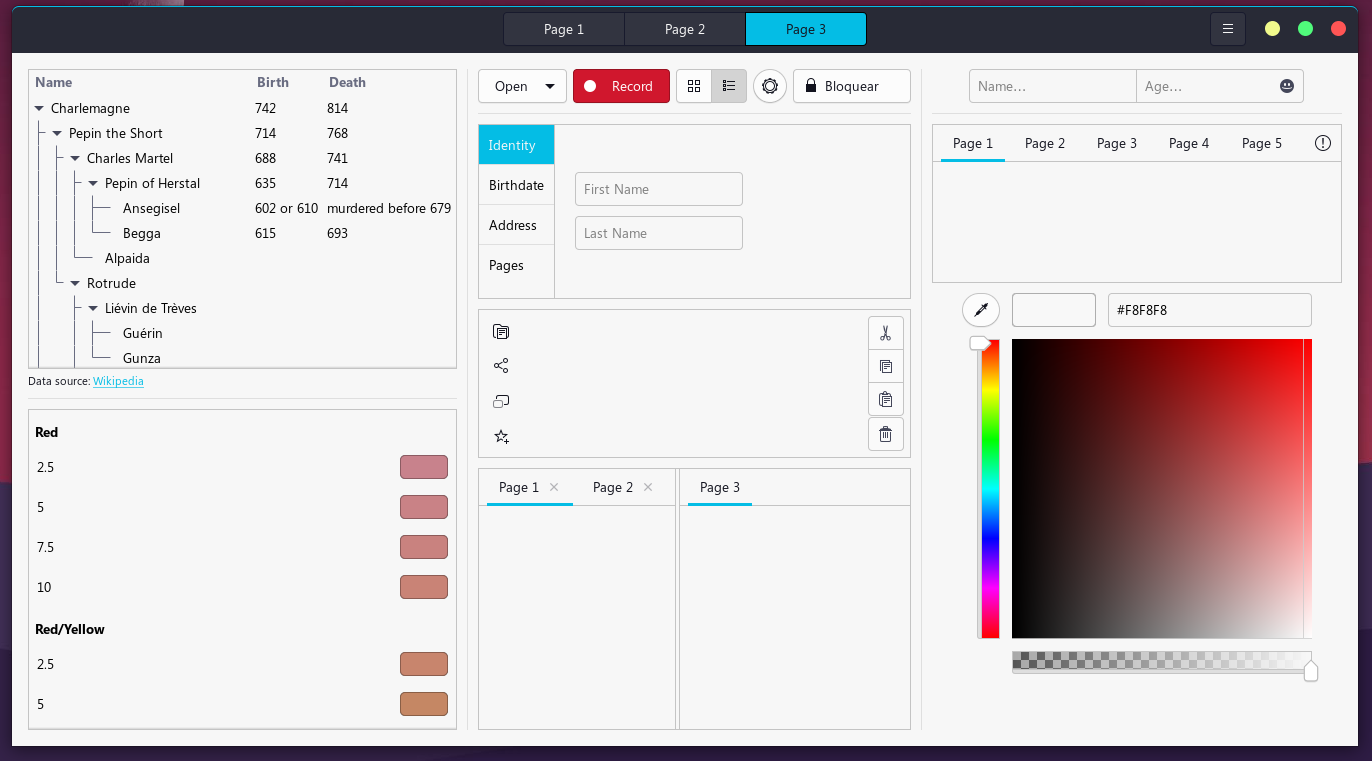 Page 1 Page 2 Page 3
Name Birth Death
Charlemagne 742 814
Pepin the Short 714 768
Charles Martel 688 741
Pepin of Herstal 635 714
Ansegisel 602 or 610 murdered before 679
Begga 615 693
Alpaida
Rotrude
Liévin de Trèves
Guérin
Gunza
Data source: Wikipedia
Red
2.5
5
7.5
10
Red/Yellow
2.5
5
Open Record Bloquear
Identity
Birthdate
Address
Pages
First Name
Last Name
Page 1 Page 2 Page 3
Name... Age...
Page 1 Page 2 Page 3 Page 4 Page 5
#F8F8F8